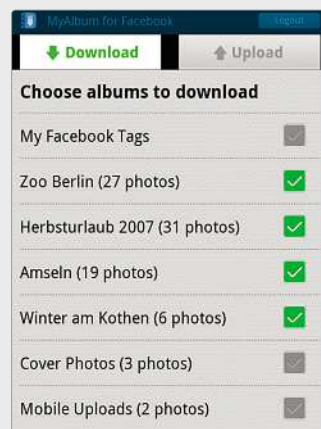 MyAlbum for Facebook
Logout
Download
Upload
Choose albums to download
My Facebook Tags
Zoo Berlin (27 photos)
Herbsturlaub 2007 (31 photos)
Amseln (19 photos)
Winter am Kothen (6 photos)
Cover Photos (3 photos)
Mobile Uploads (2 photos)